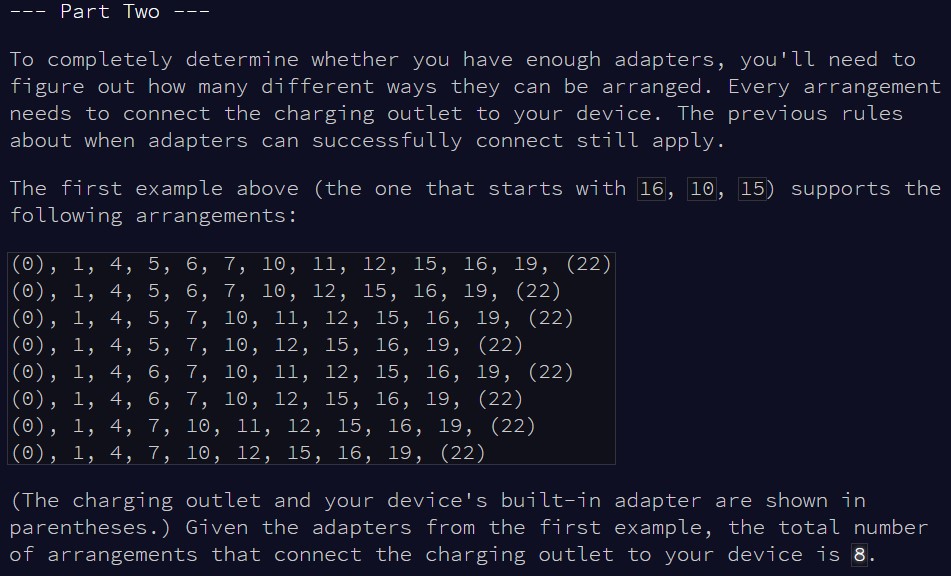 --- Part Two ---
To completely determine whether you have enough adapters, you'll need to
figure out how many different ways they can be arranged. Every arrangement
needs to connect the charging outlet to your device. The previous rules
about when adapters can successfully connect still apply.
The first example above (the one that starts with 16, 10, 15) supports the
following arrangements:
(0), 1, 4, 5, 6, 7, 10, 11, 12, 15, 16, 19, (22)
(0), 1, 4, 5, 6, 7, 10, 12, 15, 16, 19, (22)
(0), 1, 4, 5, 7, 10, 11, 12, 15, 16, 19, (22)
(0), 1, 4, 5, 7, 10, 12, 15, 16, 19, (22)
(0), 1, 4, 6, 7, 10, 11, 12, 15, 16, 19, (22)
(0), 1, 4, 6, 7, 10, 12, 15, 16, 19, (22)
(0), 1, 4, 7, 10, 11, 12, 15, 16, 19, (22)
(0), 1, 4, 7, 10, 12, 15, 16, 19, (22)
(The charging outlet and your device's built-in adapter are shown in
parentheses.) Given the adapters from the first example, the total number
of arrangements that connect the charging outlet to your device is 8.